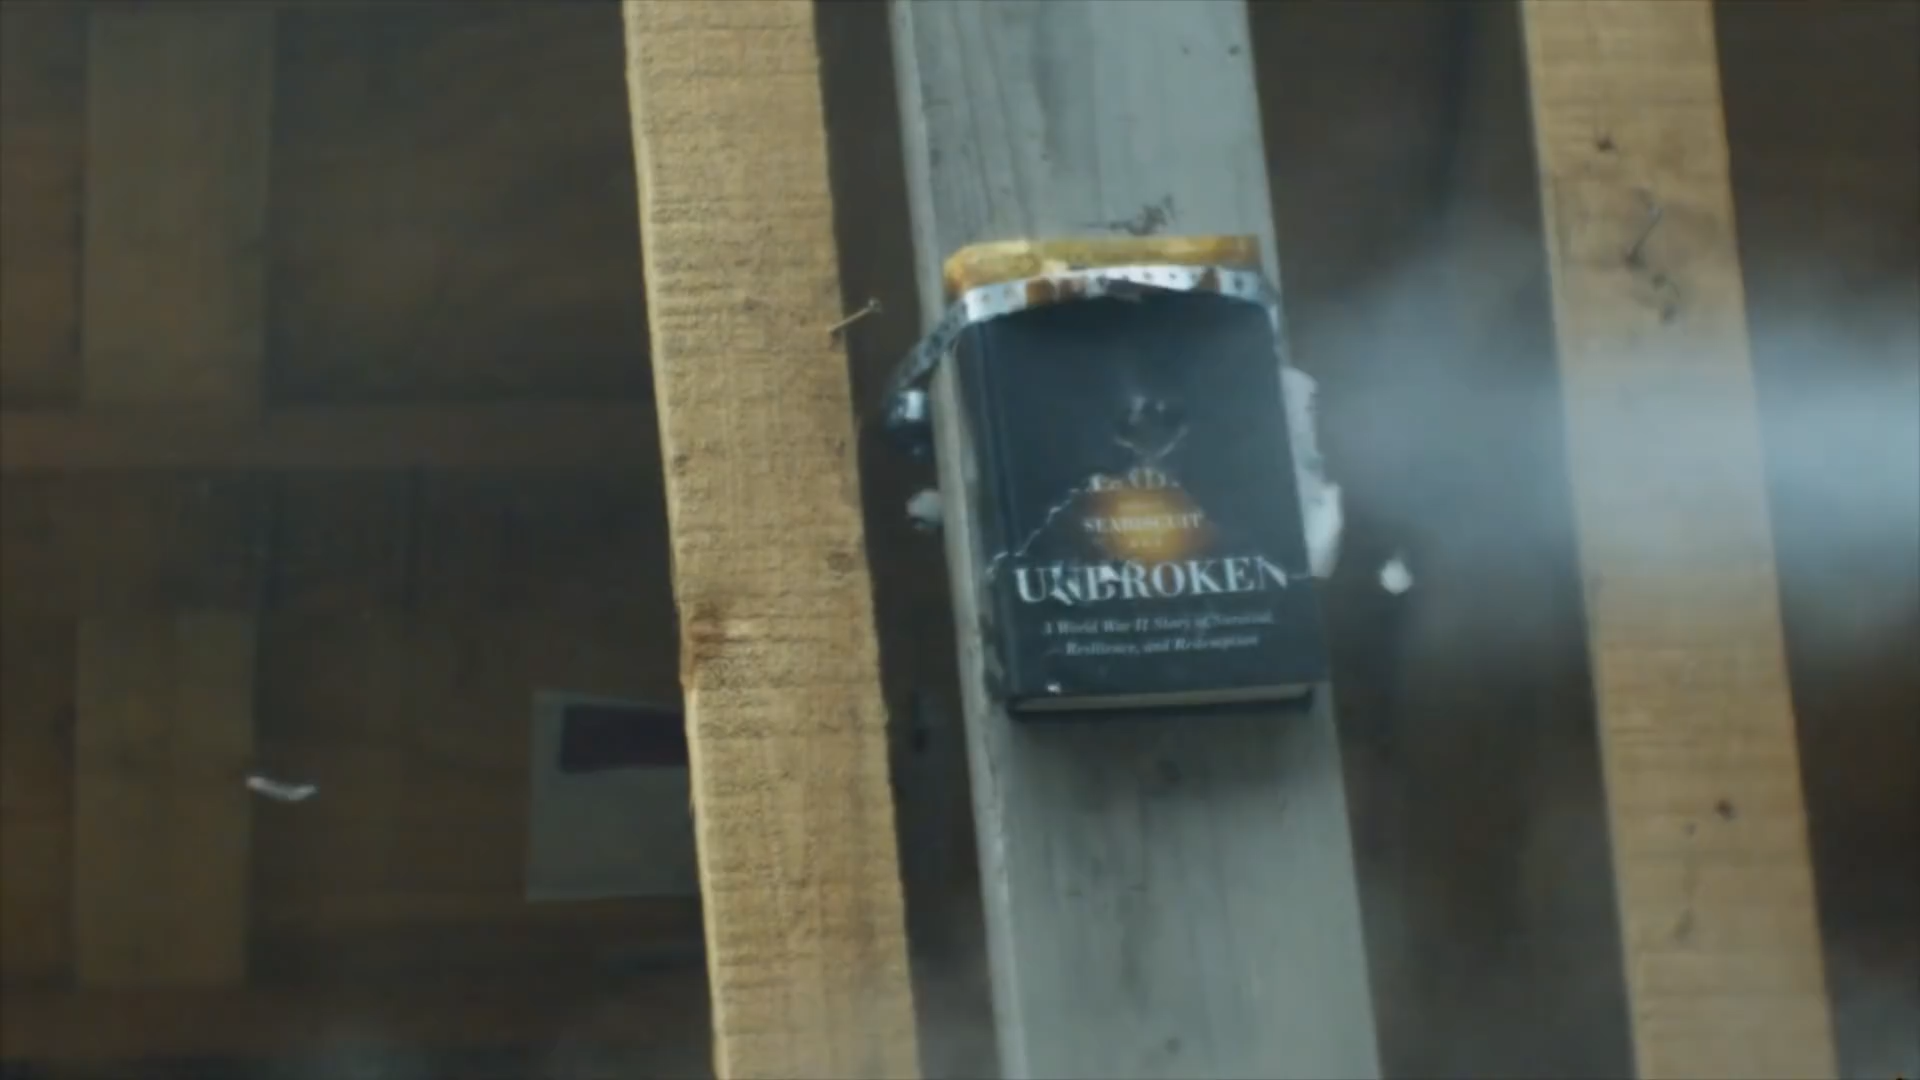 SEABISCUIT
UNBROKEN
A World War II Story of Survival,
Resilience, and Redemption